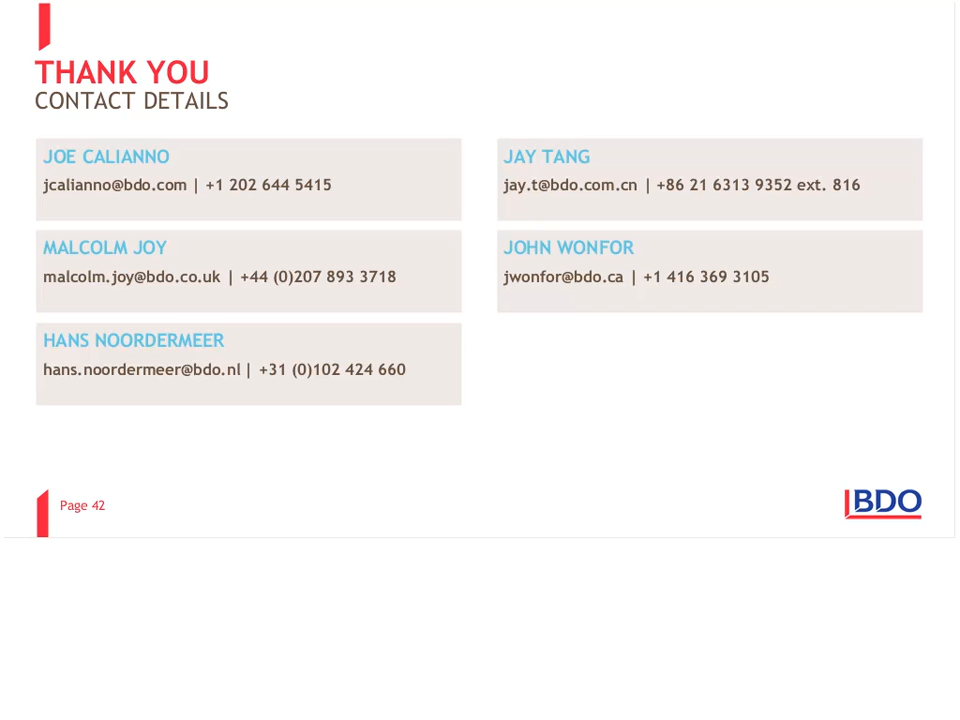 THANK YOU
CONTACT DETAILS
JOE CALIANNO
jcalianno@bdo.com | +1 202 644 5415
JAY TANG
jay.t@bdo.com.cn | +86 21 6313 9352 ext. 816
MALCOLM JOY
malcolm.joy@bdo.co.uk | +44 (0)207 893 3718
JOHN WONFOR
jwonfor@bdo.ca | +1 416 369 3105
HANS NOORDERMEER
hans.noordermeer@bdo.nl | +31 (0)102 424 660
Page 42
BDO